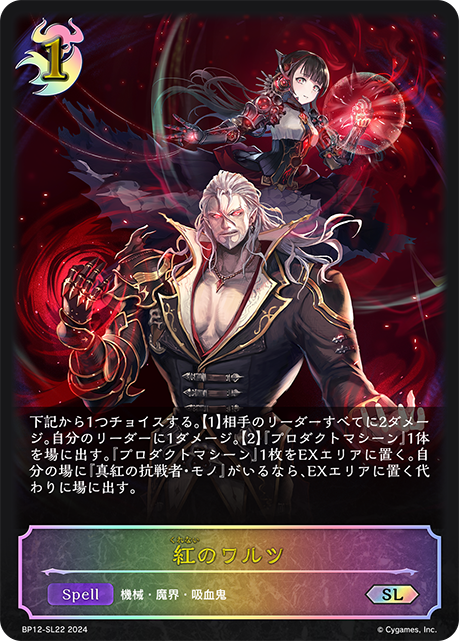 1
下記から1つチョイスする。【1】相手のリーダーすべてに2ダメー
ジ。自分のリーダーに1ダメージ。【2】『プロダクトマシーン』1体
を場に出す。『プロダクトマシーン』1枚をEXエリアに置く。自
分の場に『真紅の抗戦者・モノ』がいるなら、EXエリアに置く代
わりに場に出す。
くれない
紅のワルツ
Spell 機械・魔界・吸血鬼 SL
BP12-SL22 2024 © Cygames, Inc.